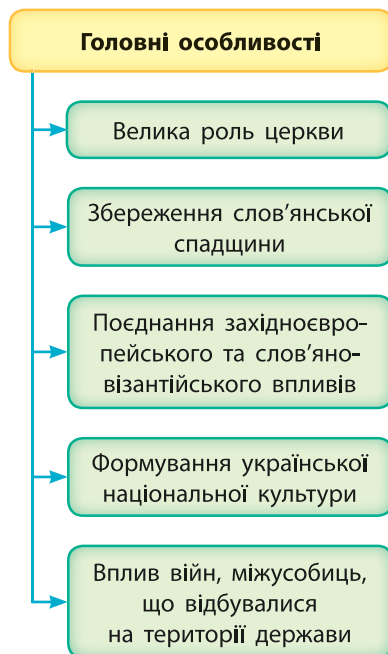 Головні особливості
Велика роль церкви
Збереження слов’янської
спадщини
Поєднання західноєвро-
пейського та слов’яно-
візантійського впливів
Формування української
національної культури
Вплив війн, міжусобиць,
що відбувалися
на території держави